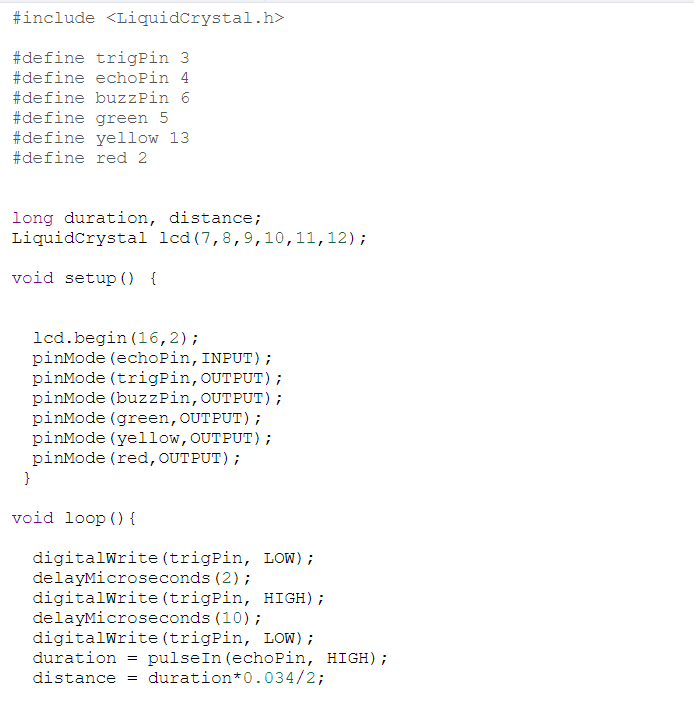 #include <LiquidCrystal.h>
#define trigPin 3
#define echoPin 4
#define buzzPin 6
#define green 5
#define yellow 13
#define red 2
long duration, distance;
LiquidCrystal lcd(7,8,9,10,11,12);
void setup() {
lcd.begin(16,2);
pinMode(echoPin,INPUT);
pinMode(trigPin,OUTPUT);
pinMode(buzzPin,OUTPUT);
pinMode(green,OUTPUT);
pinMode(yellow,OUTPUT);
pinMode(red,OUTPUT);
}
void loop(){
digitalWrite(trigPin, LOW);
delayMicroseconds(2);
digitalWrite(trigPin, HIGH);
delayMicroseconds(10);
digitalWrite(trigPin, LOW);
duration = pulseIn(echoPin, HIGH);
distance = duration*0.034/2;